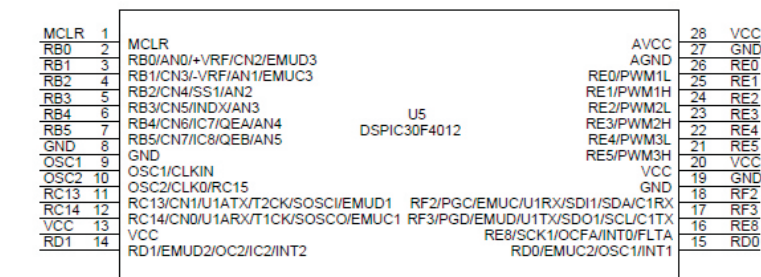 MCLR 1 MCLR AVCC 28 VCC
RB0 2 RB0/AN0/+VRF/CN2/EMUD3 AGND 27 GND
RB1 3 RB1/CN3/-VRF/AN1/EMUC3 RE0/PWM1L 26 RE0
RB2 4 RB2/CN4/SS1/AN2 RE1/PWM1H 25 RE1
RB3 5 RB3/CN5/INDX/AN3 RE2/PWM2L 24 RE2
RB4 6 RB4/CN6/IC7/QEA/AN4 U5 RE3/PWM2H 23 RE3
RB5 7 RB5/CN7/IC8/QEB/AN5 DSPIC30F4012 RE4/PWM3L 22 RE4
GND 8 GND RE5/PWM3H 21 RE5
OSC1 9 OSC1/CLKIN VCC 20 VCC
OSC2 10 OSC2/CLK0/RC15 GND 19 GND
RC13 11 RC13/CN1/U1ATX/T2CK/SOSCI/EMUD1 RF2/PGC/EMUC/U1RX/SDI1/SDA/C1RX 18 RF2
RC14 12 RC14/CN0/U1ARX/T1CK/SOSCO/EMUC1 RF3/PGD/EMUD/U1TX/SDO1/SCL/C1TX 17 RF3
VCC 13 VCC RE8/SCK1/OCFA/INT0/FLTA 16 RE8
RD1 14 RD1/EMUD2/OC2/IC2/INT2 RD0/EMUC2/OSC1/INT1 15 RD0